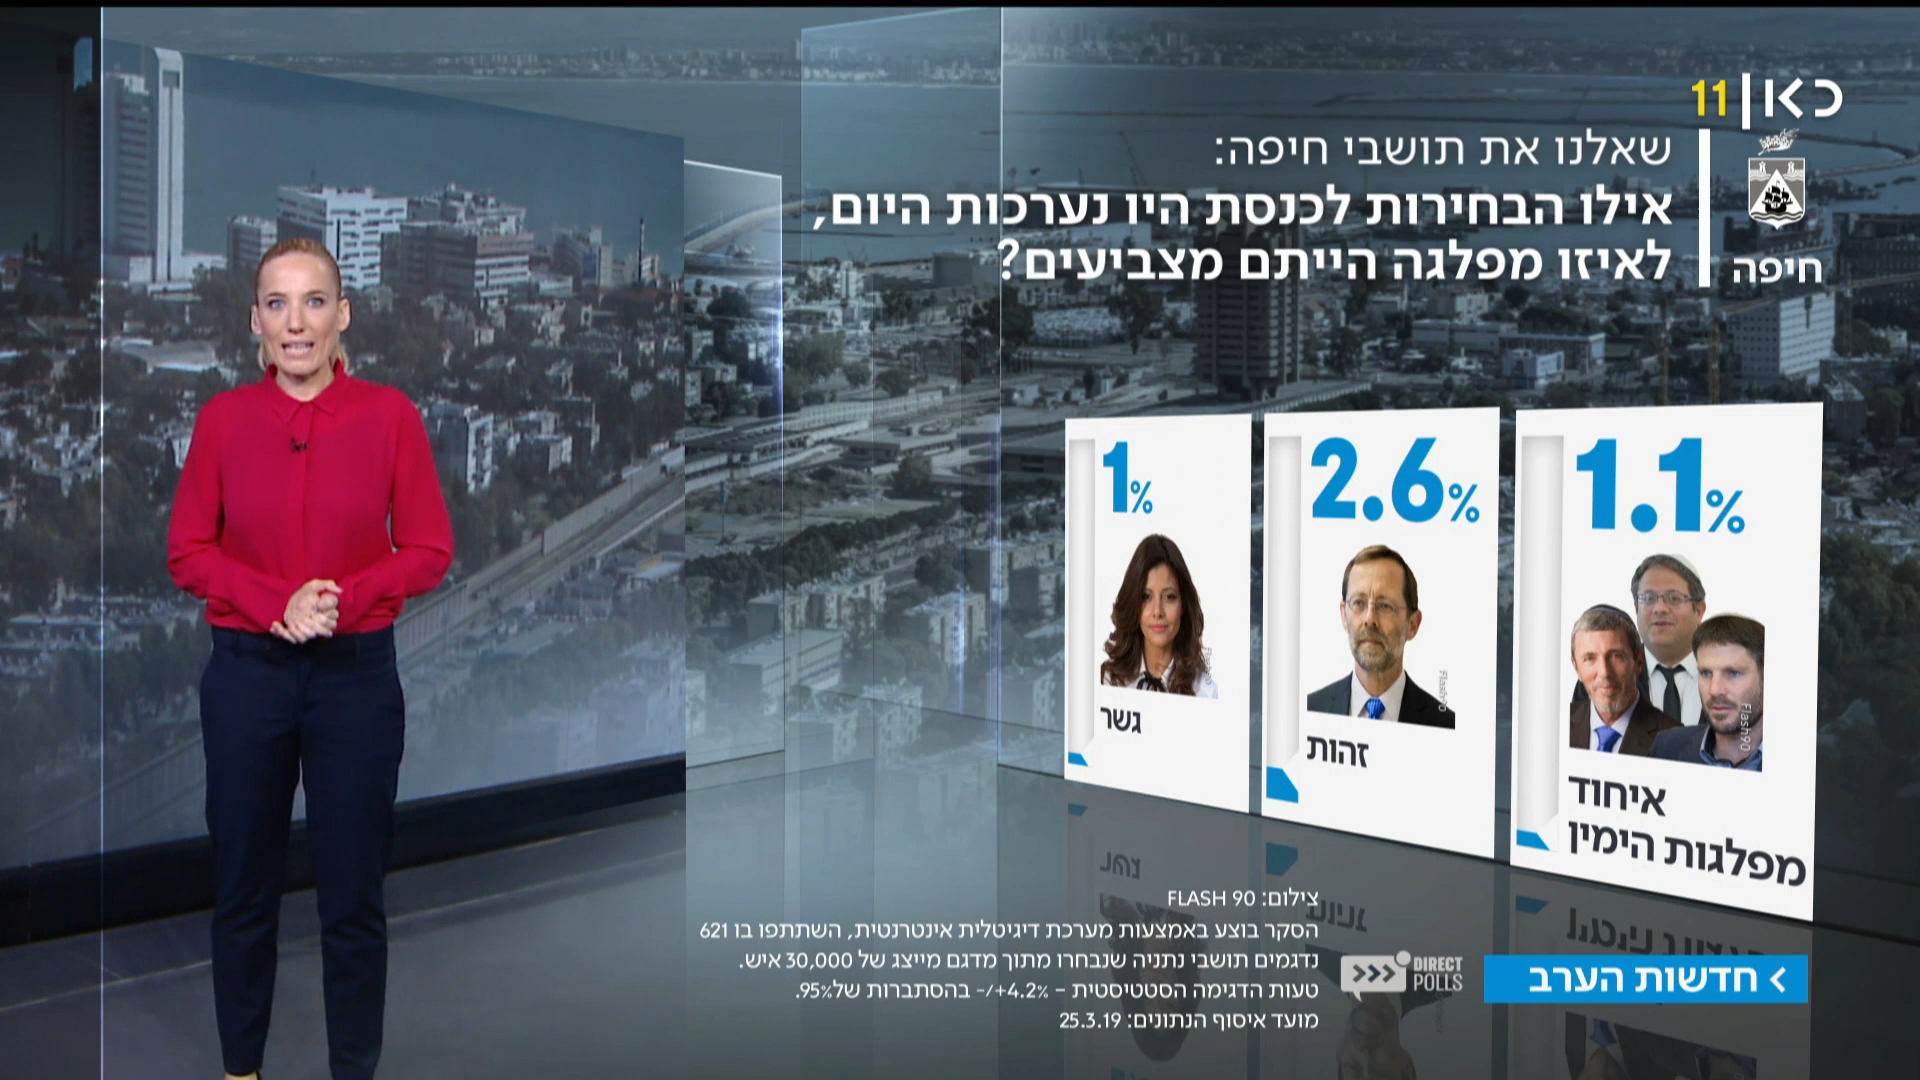 כאן 11
שאלנו את תושבי חיפה:
אילו הבחירות לכנסת היו נערכות היום,
לאיזו מפלגה הייתם מצביעים?
חיפה
1.1%
2.6%
1%
Flash90
Flash90
Flash90
איחוד
מפלגות הימין
זהות
גשר
צילום: FLASH 90
הסקר בוצע באמצעות מערכת דיגיטלית אינטרנטית, השתתפו בו 621
נדגמים תושבי נתניה שנבחרו מתוך מדגם מייצג של 30,000 איש.
טעות הדגימה הסטטיסטית - 4.2%+/- בהסתברות של 95%.
מועד איסוף הנתונים: 25.3.19
DIRECT
POLLS
חדשות הערב